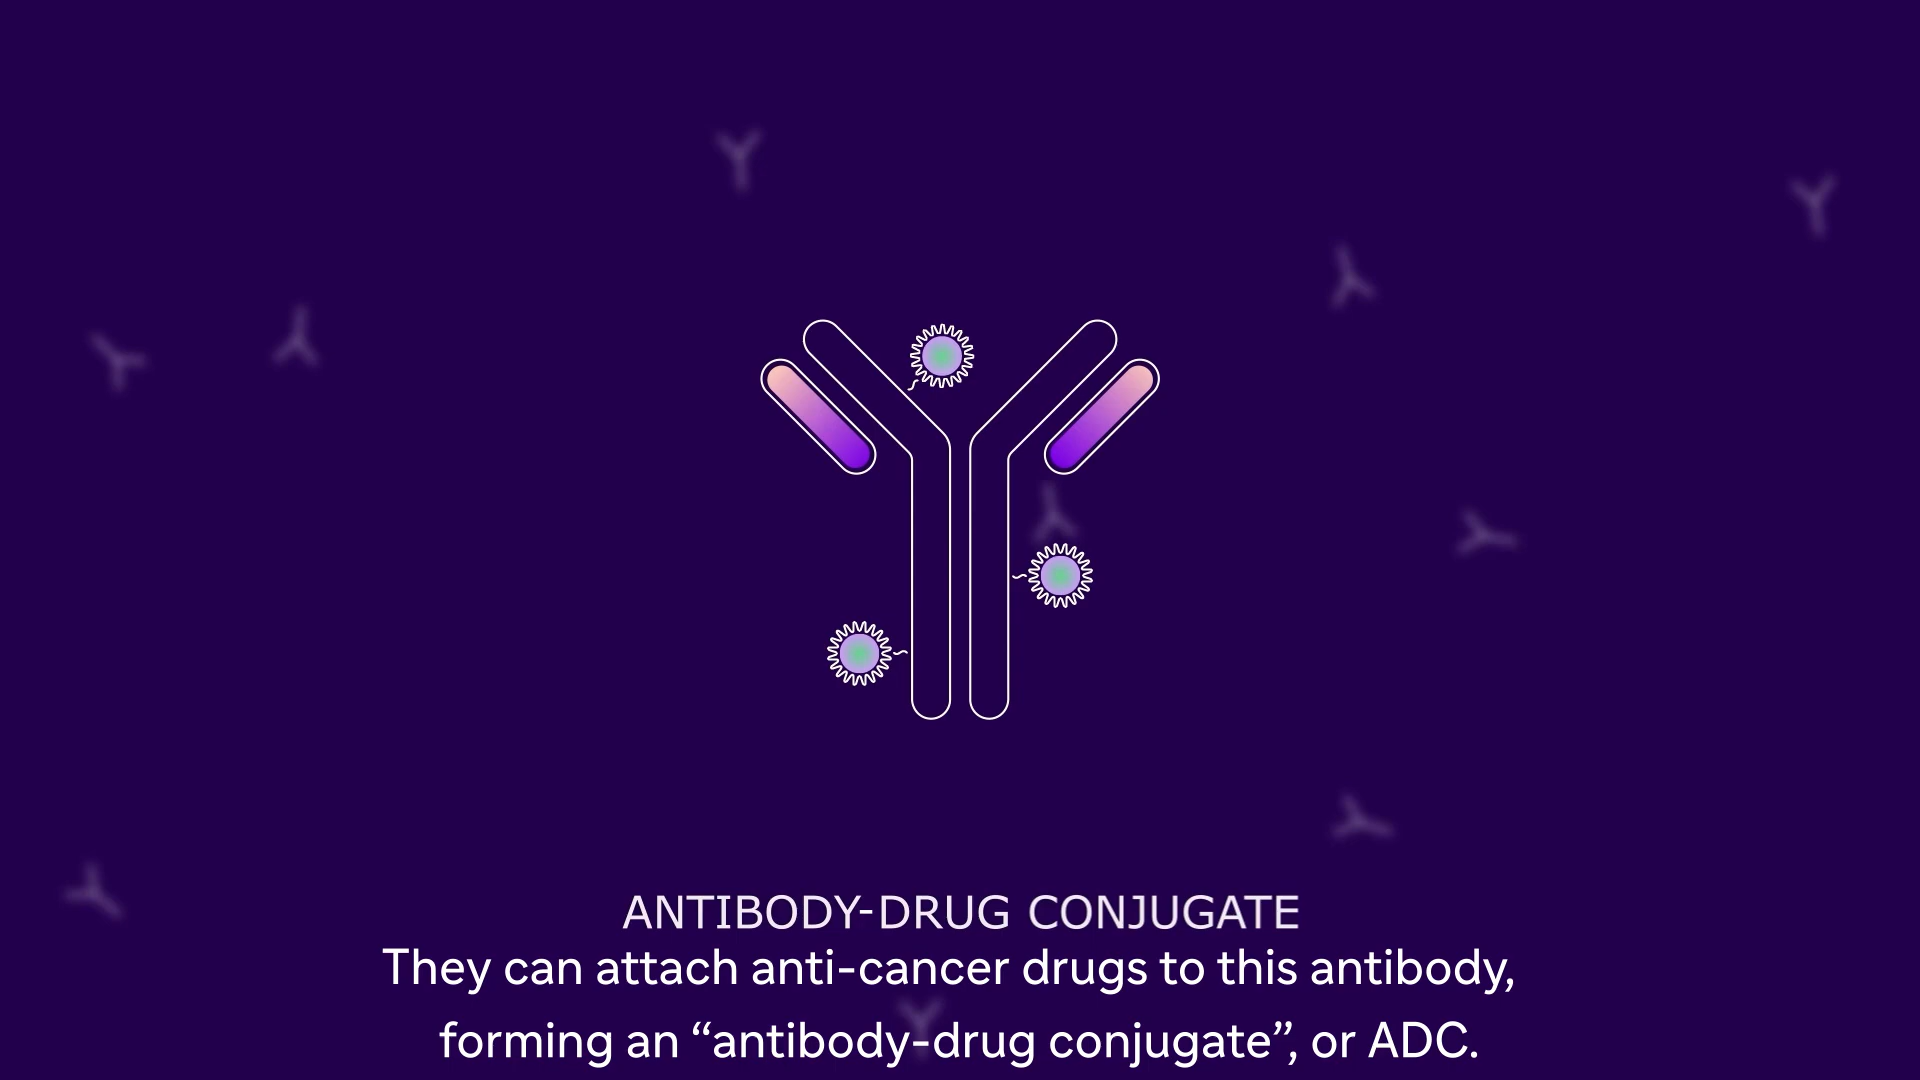 ANTIBODY-DRUG CONJUGATE
They can attach anti-cancer drugs to this antibody,
forming an “antibody-drug conjugate”, or ADC.